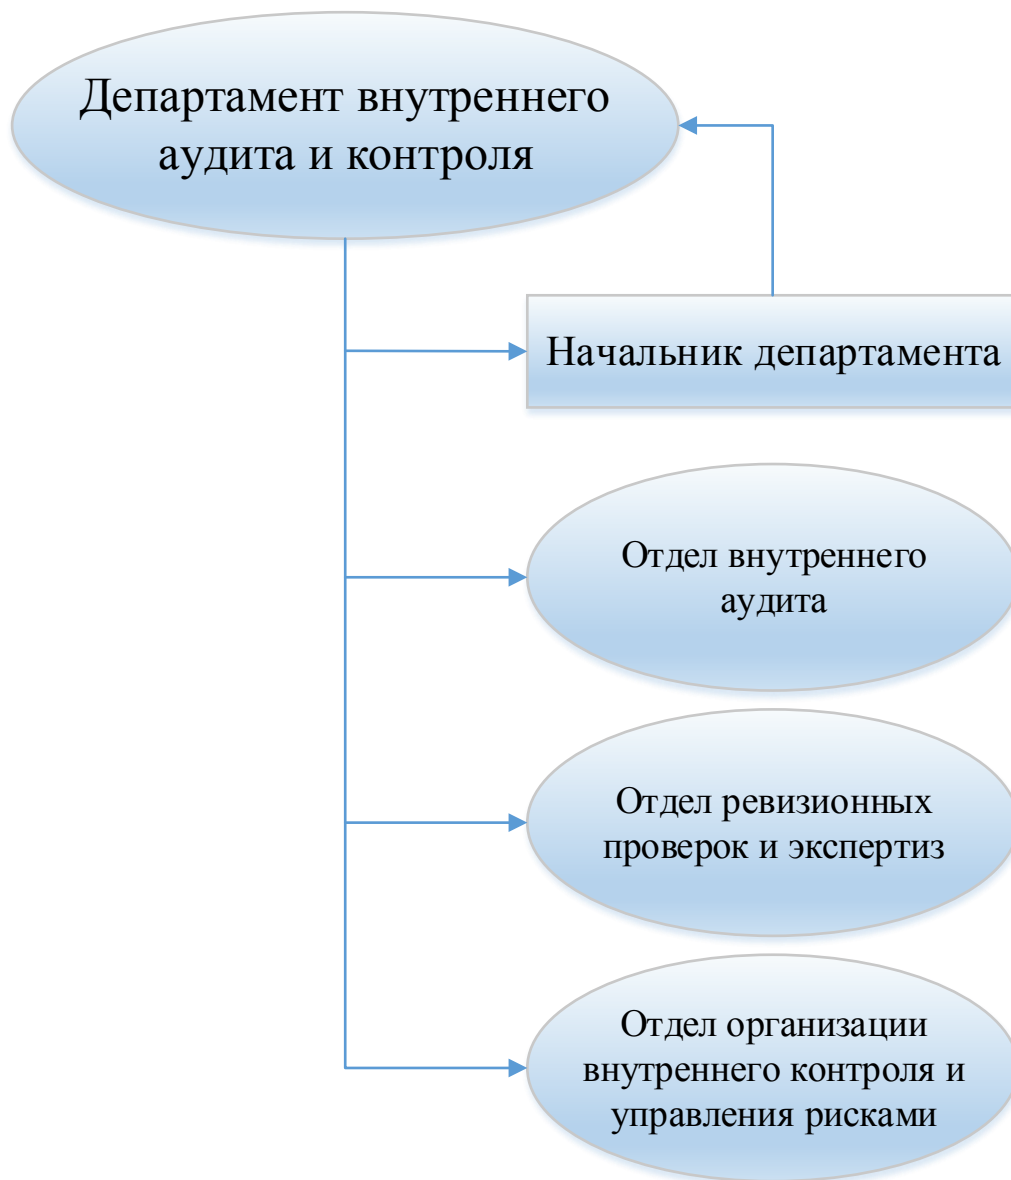 Департамент внутреннего
аудита и контроля
Начальник департамента
Отдел внутреннего
аудита
Отдел ревизионных
проверок и экспертиз
Отдел организации
внутреннего контроля и
управления рисками